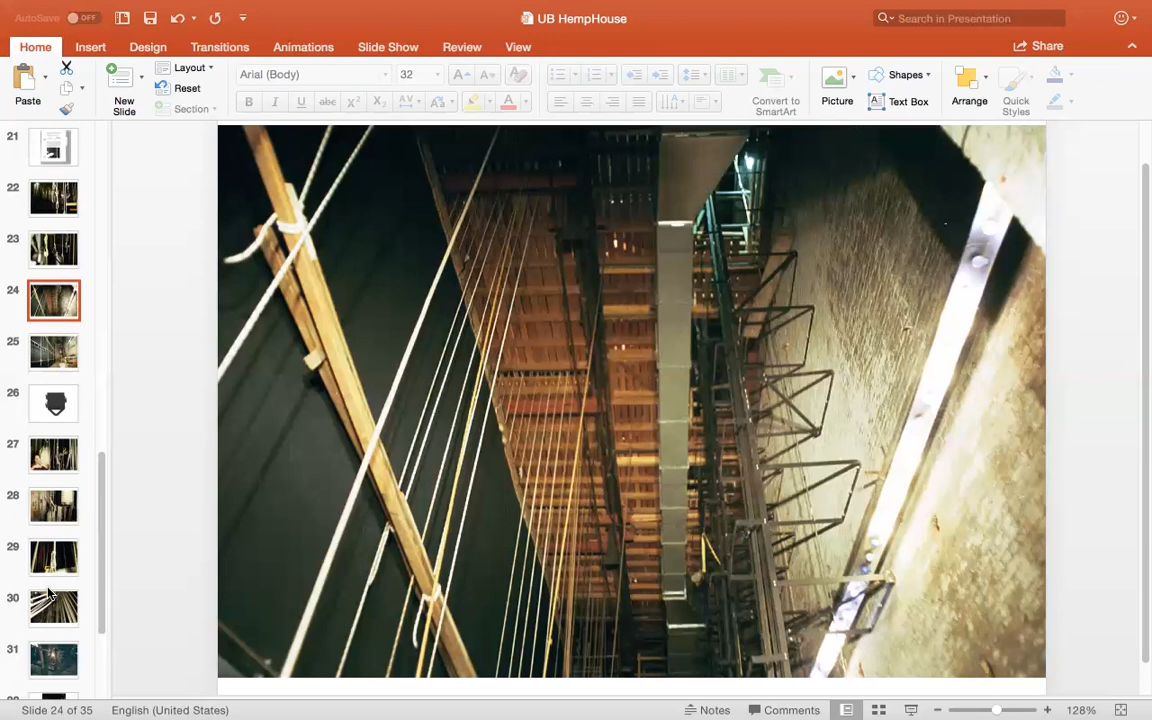 AutoSave OFF
UB HempHouse
Search in Presentation
Home Insert Design Transitions Animations Slide Show Review View
Share
Paste
New Slide
Layout
Reset
Section
Arial (Body) 32
Convert to SmartArt
Picture
Shapes
Text Box
Arrange
Quick Styles
21
22
23
24
25
26
27
28
29
30
31
Slide 24 of 35 English (United States) Notes Comments 128%